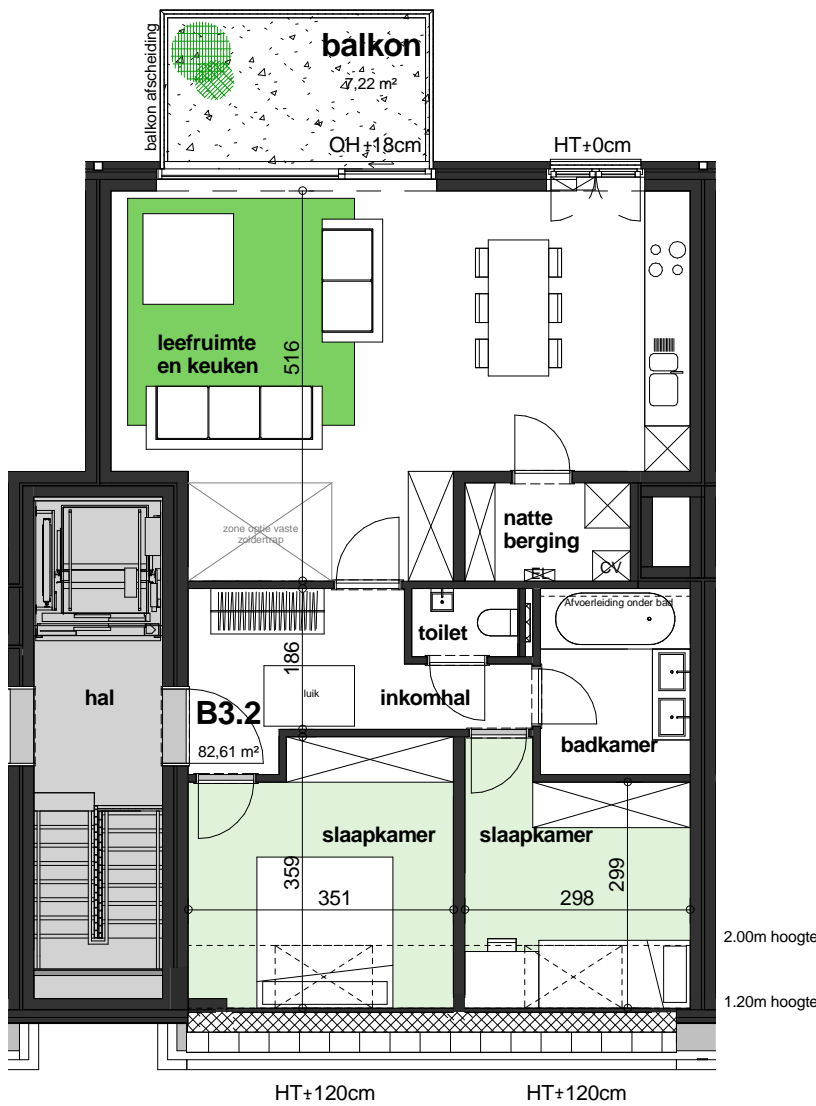 balkon
7,22 m²
balkon afscheiding
OH±18cm
HT±0cm
leefruimte
en keuken
516
zone optie vaste
zoldertrap
natte
berging
EL
CV
Afvoerleiding onder bad
toilet
186
luik
inkomhal
hal
B3.2
82,61 m²
badkamer
slaapkamer
slaapkamer
359
351
299
298
2.00m hoogte
1.20m hoogte
HT±120cm
HT±120cm